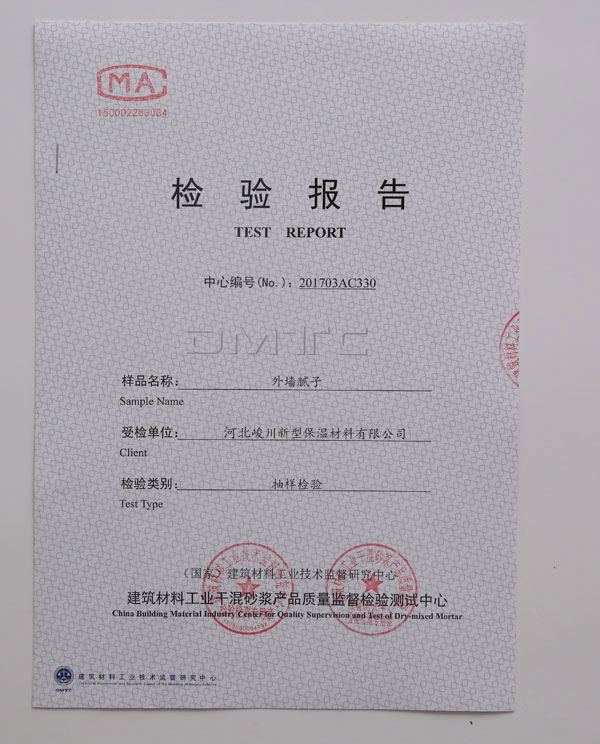 CMA
150002283084
检验报告
TEST REPORT
中心编号(No.): 201703AC330
DMTC
样品名称: 外墙腻子
Sample Name
受检单位: 河北峻川新型保湿材料有限公司
Client
检验类别: 抽样检验
Test Type
(国家)建筑材料工业技术监督研究中心
建筑材料工业干混砂浆产品质量监督检验测试中心
China Building Material Industry Center for Quality Supervision and Test of Dry-mixed Mortar
建筑材料工业技术监督研究中心